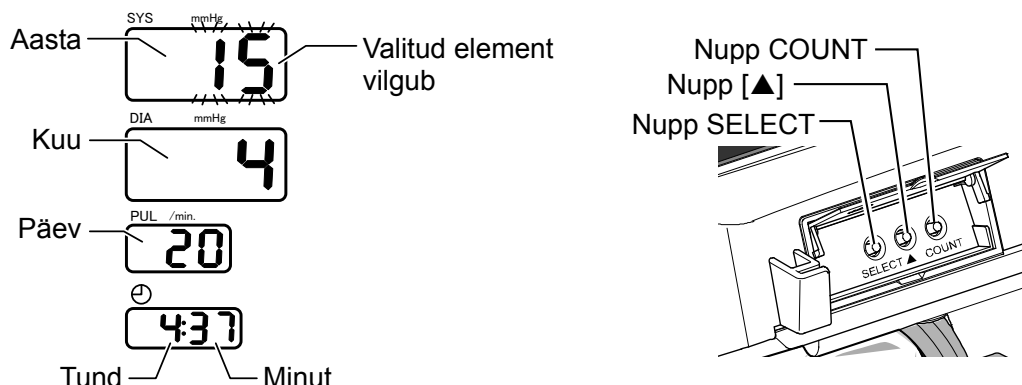 SYS mmHg
Aasta
15
Valitud element
vilgub
DIA mmHg
Kuu
4
PUL /min.
Päev
20
4:37
Tund
Minut
Nupp COUNT
Nupp [▲]
Nupp SELECT
SELECT ▲ COUNT